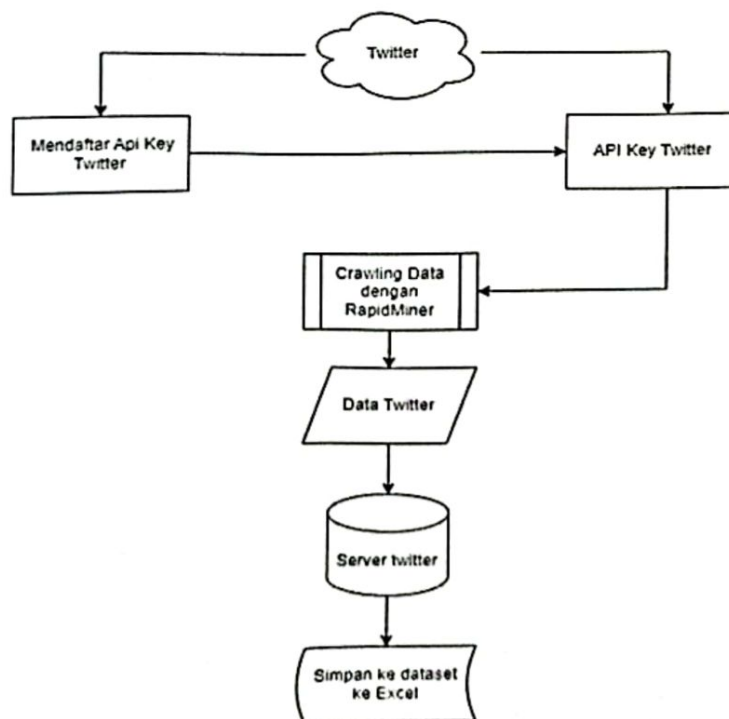 Twitter
Mendaftar Api Key
Twitter
API Key Twitter
Crawling Data
dengan
RapidMiner
Data Twitter
Server twitter
Simpan ke dataset
ke Excel